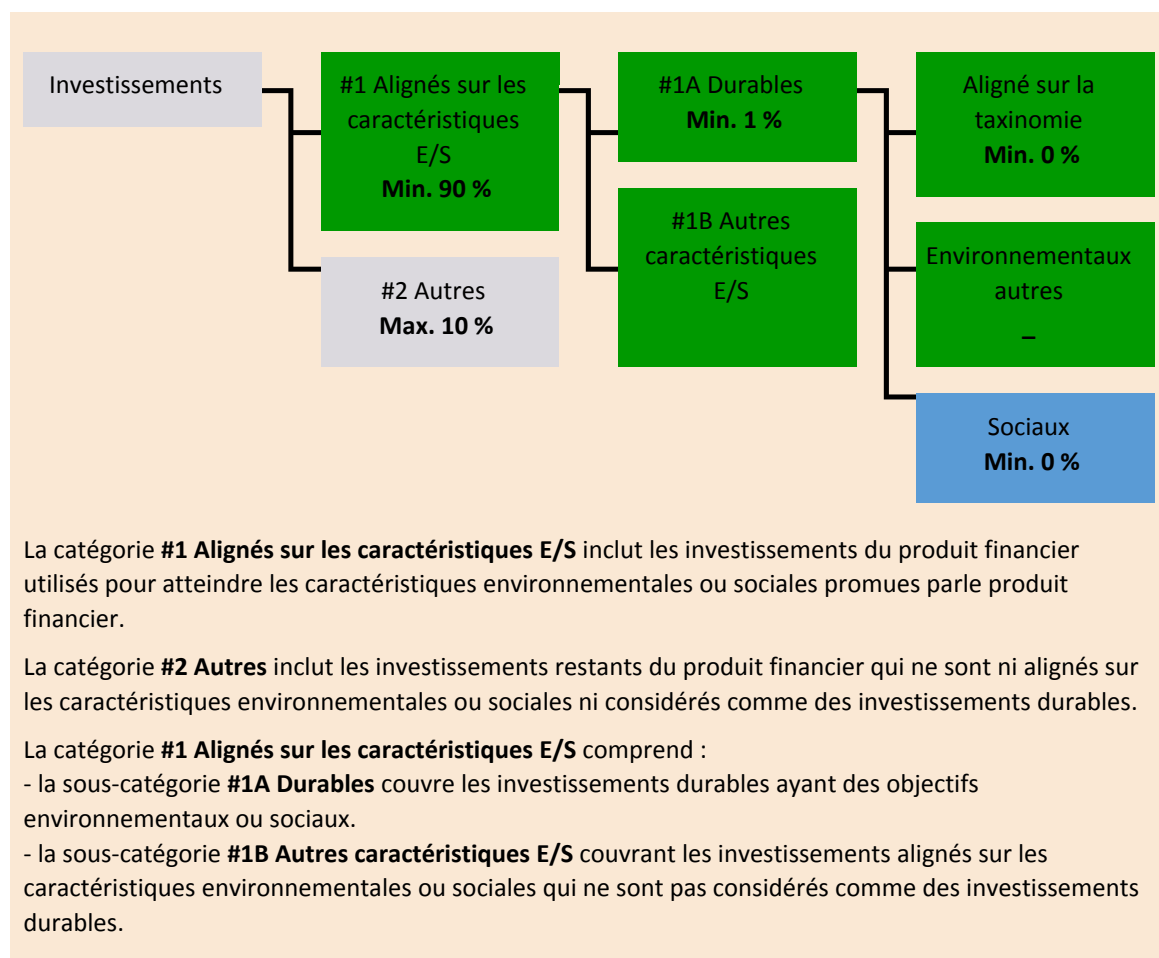 Investissements
#1 Alignés sur les
caractéristiques
E/S
Min. 90 %
#2 Autres
Max. 10 %
#1A Durables
Min. 1 %
#1B Autres
caractéristiques
E/S
Aligné sur la
taxinomie
Min. 0 %
Environnementaux
autres
–
Sociaux
Min. 0 %
La catégorie #1 Alignés sur les caractéristiques E/S inclut les investissements du produit financier
utilisés pour atteindre les caractéristiques environnementales ou sociales promues parle produit
financier.
La catégorie #2 Autres inclut les investissements restants du produit financier qui ne sont ni alignés sur
les caractéristiques environnementales ou sociales ni considérés comme des investissements durables.
La catégorie #1 Alignés sur les caractéristiques E/S comprend :
- la sous-catégorie #1A Durables couvre les investissements durables ayant des objectifs
environnementaux ou sociaux.
- la sous-catégorie #1B Autres caractéristiques E/S couvrant les investissements alignés sur les
caractéristiques environnementales ou sociales qui ne sont pas considérés comme des investissements
durables.